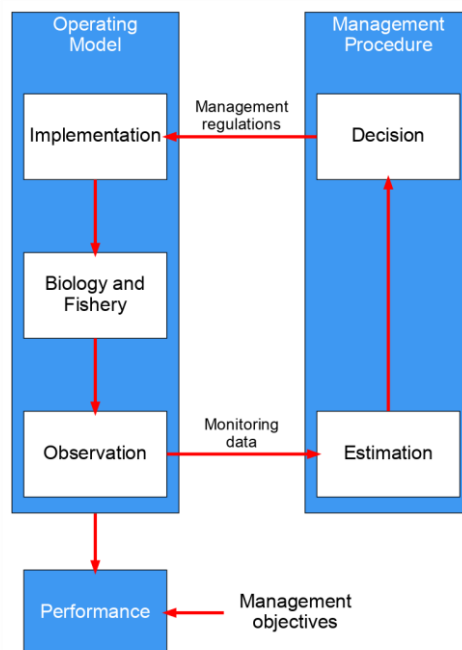 Operating
Model
Management
Procedure
Implementation
Management
regulations
Decision
Biology and
Fishery
Observation
Monitoring
data
Estimation
Performance
Management
objectives